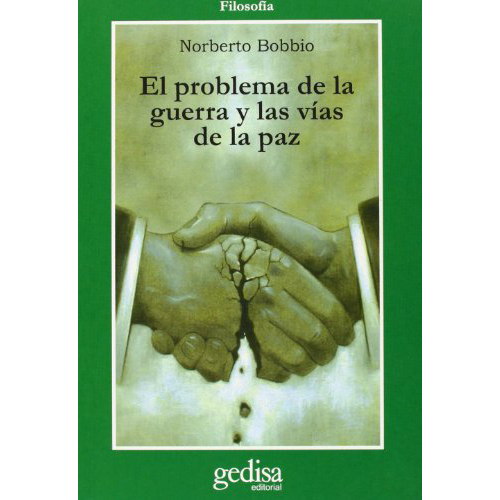 Filosofía
Norberto Bobbio
El problema de la
guerra y las vías
de la paz
gedisa
editorial